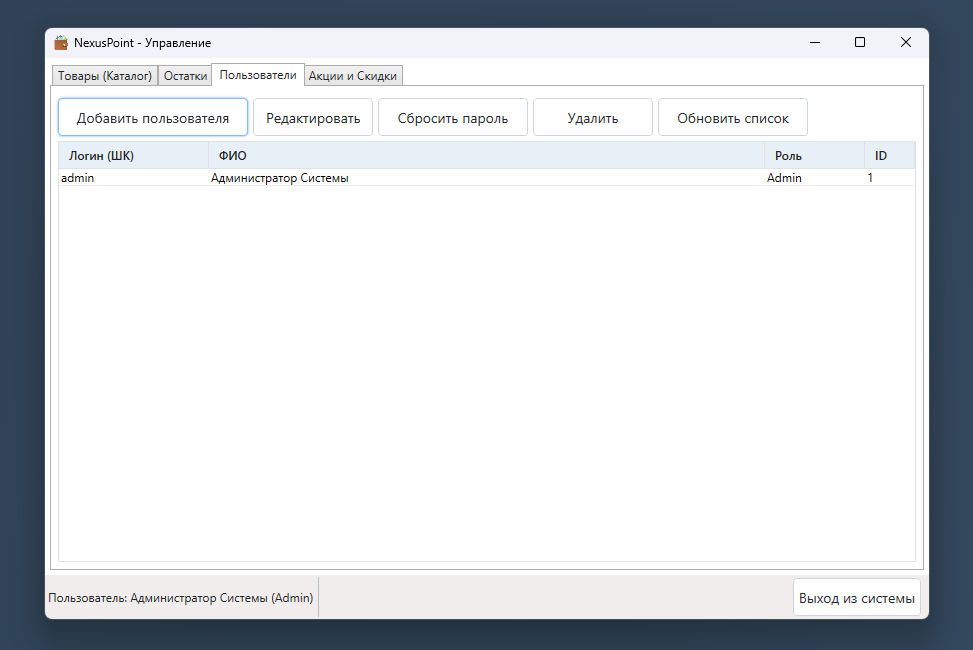 NexusPoint - Управление
Товары (Каталог) Остатки Пользователи Акции и Скидки
Добавить пользователя Редактировать Сбросить пароль Удалить Обновить список
Логин (ШК) ФИО Роль ID
admin Администратор Системы Admin 1
Пользователь: Администратор Системы (Admin) Выход из системы